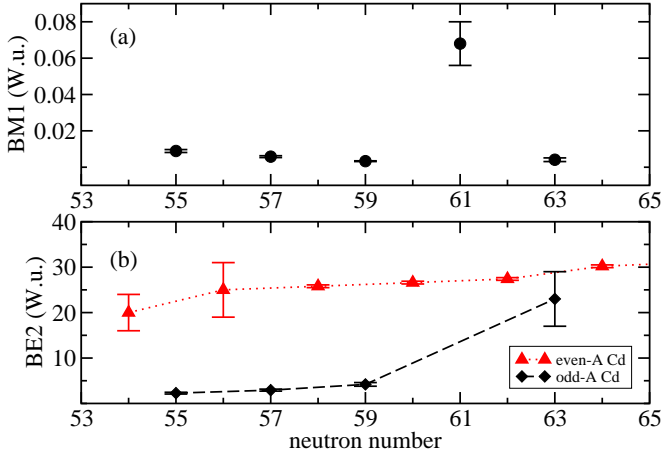 0.08
(a)
0.06
0.04
0.02
BM1 (W.u.)
53 55 57 59 61 63 65
40
(b)
30
20
10
BE2 (W.u.)
even-A Cd
odd-A Cd
53 55 57 59 61 63 65
neutron number